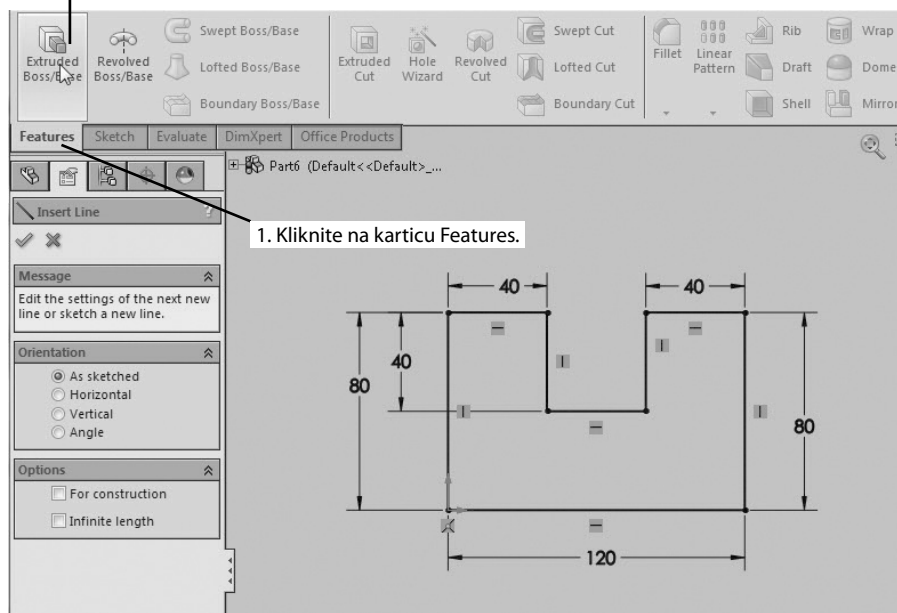 Extruded Boss/Base
Revolved Boss/Base
Swept Boss/Base
Lofted Boss/Base
Boundary Boss/Base
Extruded Cut
Hole Wizard
Revolved Cut
Swept Cut
Lofted Cut
Boundary Cut
Fillet
Linear Pattern
Rib
Draft
Shell
Wrap
Dome
Mirror
Features Sketch Evaluate DimXpert Office Products
Part6 (Default<<Default>_...
Insert Line ?
1. Kliknite na karticu Features.
Message
Edit the settings of the next new
line or sketch a new line.
Orientation
As sketched
Horizontal
Vertical
Angle
Options
For construction
Infinite length
40
40
40
80
80
120